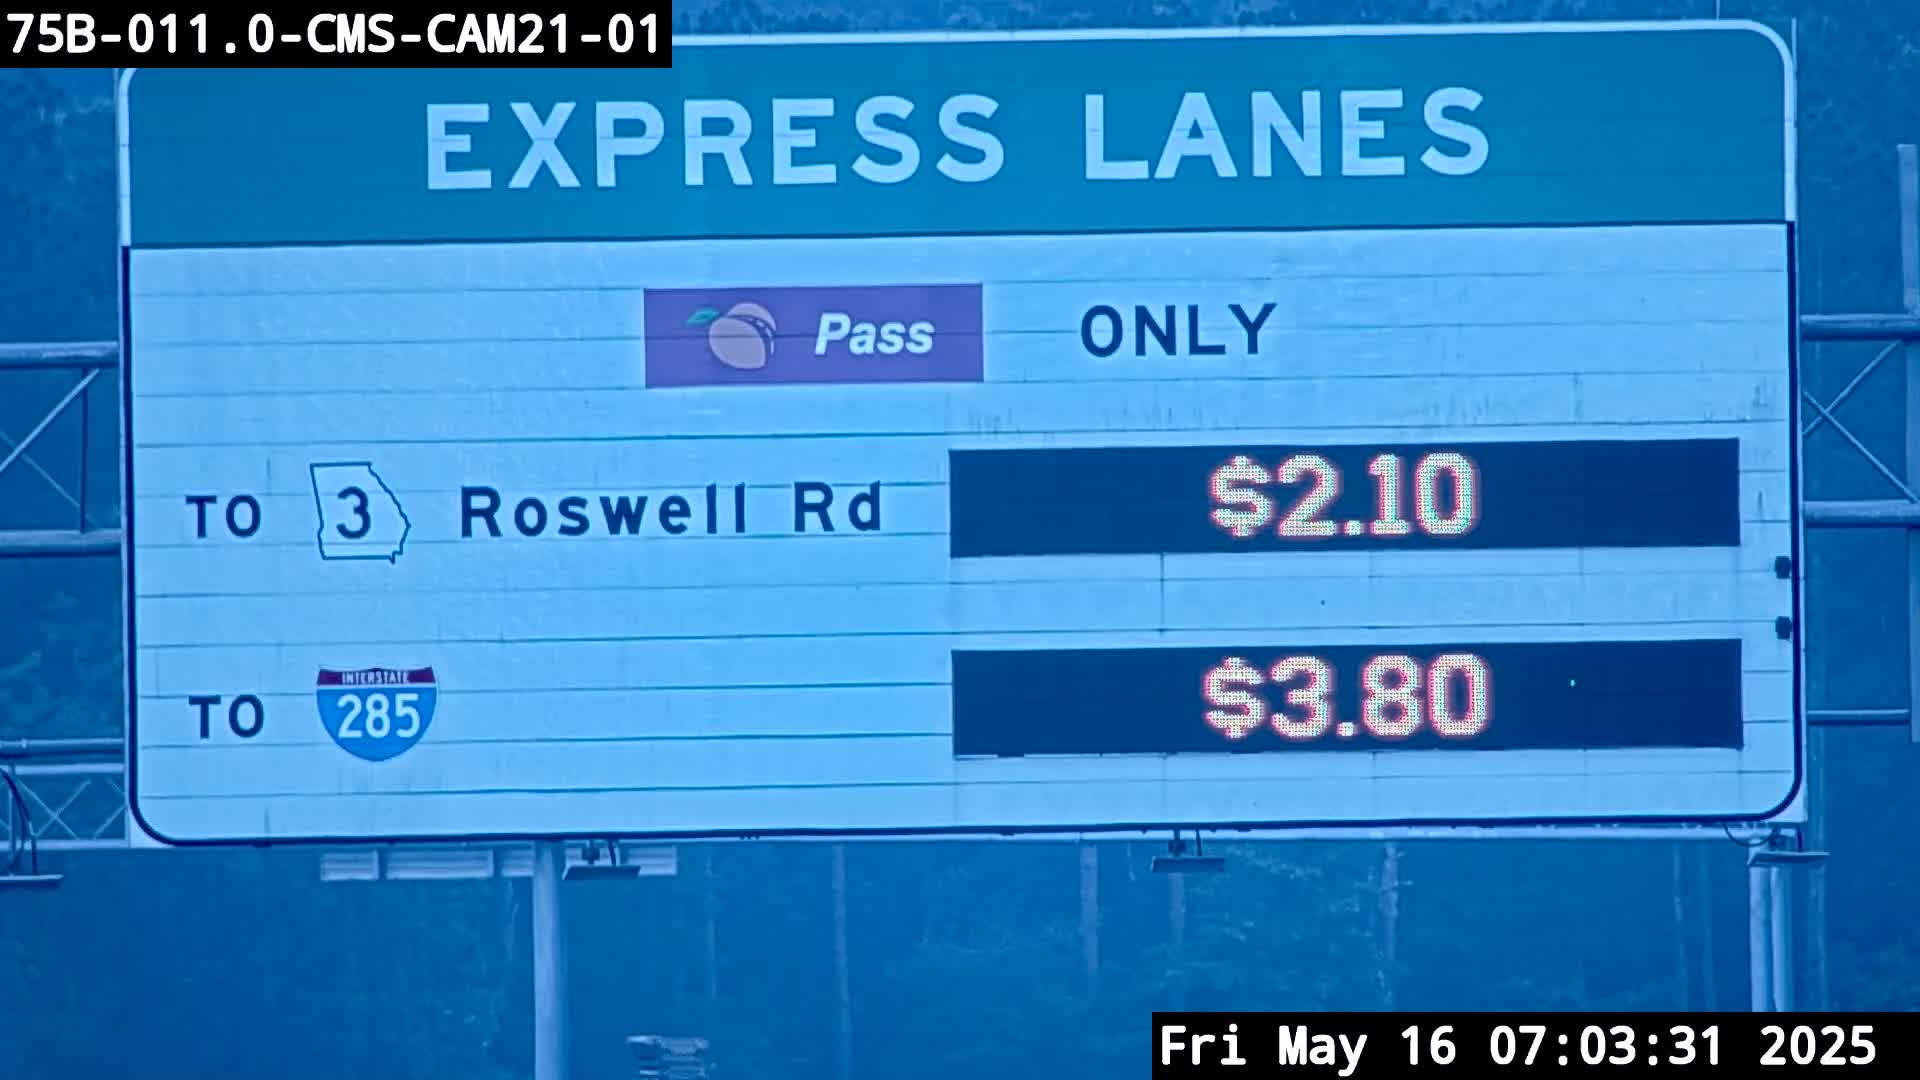 75B-011.0-CMS-CAM21-01
EXPRESS LANES
Pass ONLY
TO 3 Roswell Rd $2.10
TO INTERSTATE 285 $3.80
Fri May 16 07:03:31 2025